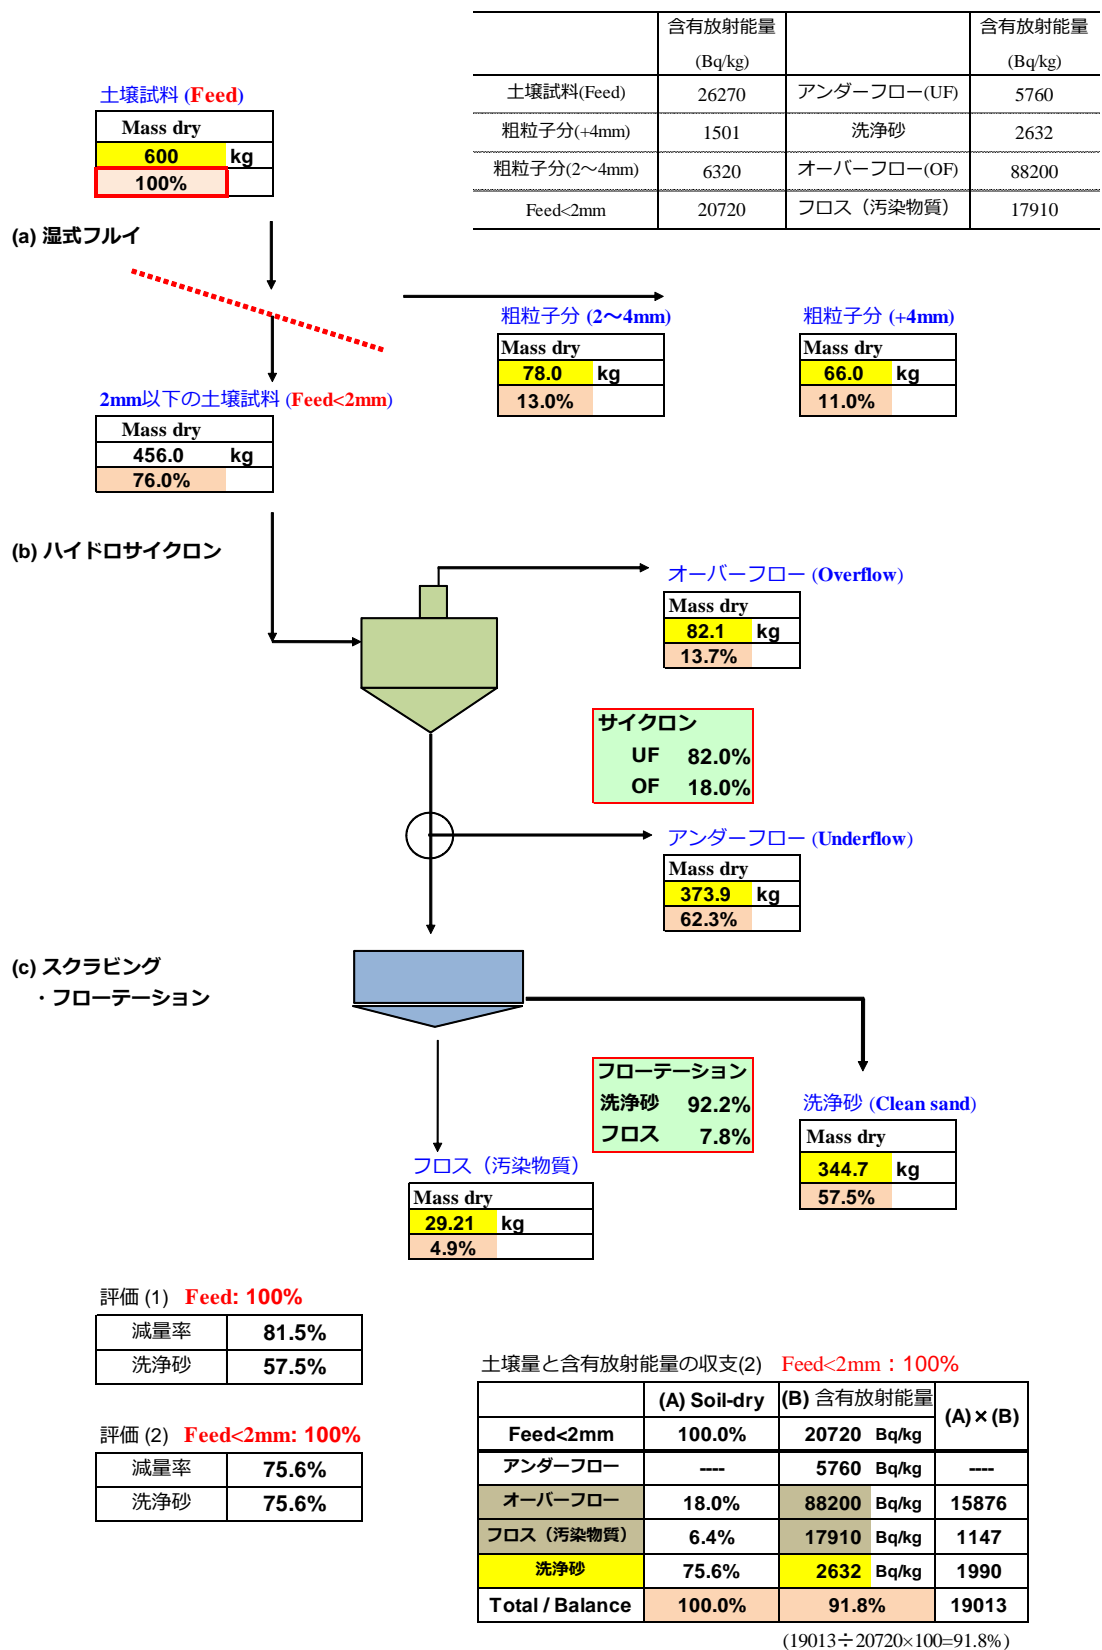 含有放射能量 含有放射能量
(Bq/kg) (Bq/kg)
土壌試料(Feed) 26270 アンダーフロー(UF) 5760
粗粒子分(+4mm) 1501 洗浄砂 2632
粗粒子分(2〜4mm) 6320 オーバーフロー(OF) 88200
Feed<2mm 20720 フロス（汚染物質） 17910
土壌試料 (Feed)
Mass dry
600 kg
100%
(a) 湿式フルイ
粗粒子分 (2〜4mm)
Mass dry
78.0 kg
13.0%
粗粒子分 (+4mm)
Mass dry
66.0 kg
11.0%
2mm以下の土壌試料 (Feed<2mm)
Mass dry
456.0 kg
76.0%
(b) ハイドロサイクロン
オーバーフロー (Overflow)
Mass dry
82.1 kg
13.7%
サイクロン
UF 82.0%
OF 18.0%
アンダーフロー (Underflow)
Mass dry
373.9 kg
62.3%
(c) スクラビング
・フローテーション
フローテーション
洗浄砂 92.2%
フロス 7.8%
洗浄砂 (Clean sand)
Mass dry
344.7 kg
57.5%
フロス（汚染物質）
Mass dry
29.21 kg
4.9%
評価 (1) Feed: 100%
減量率 81.5%
洗浄砂 57.5%
評価 (2) Feed<2mm: 100%
減量率 75.6%
洗浄砂 75.6%
土壌量と含有放射能量の収支(2) Feed<2mm：100%
(A) Soil-dry (B) 含有放射能量 (A)×(B)
Feed<2mm 100.0% 20720 Bq/kg
アンダーフロー ---- 5760 Bq/kg ----
オーバーフロー 18.0% 88200 Bq/kg 15876
フロス（汚染物質） 6.4% 17910 Bq/kg 1147
洗浄砂 75.6% 2632 Bq/kg 1990
Total / Balance 100.0% 91.8% 19013
(19013÷20720×100=91.8%)